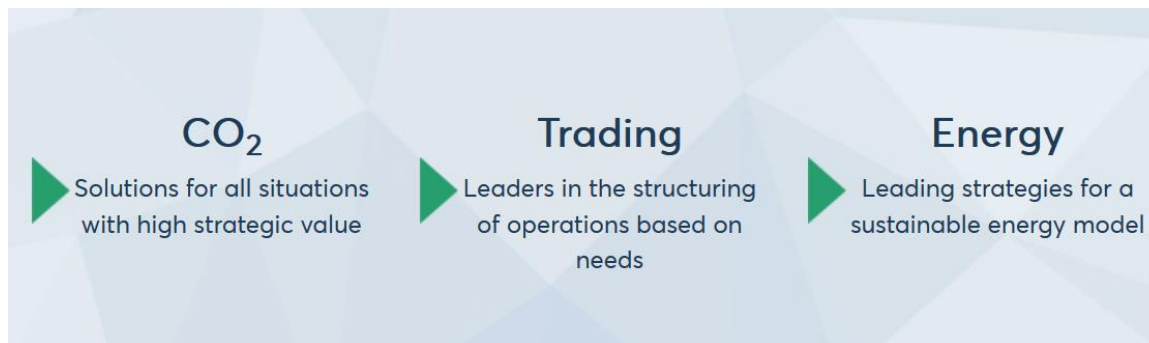 CO₂
Solutions for all situations
with high strategic value
Trading
Leaders in the structuring
of operations based on
needs
Energy
Leading strategies for a
sustainable energy model